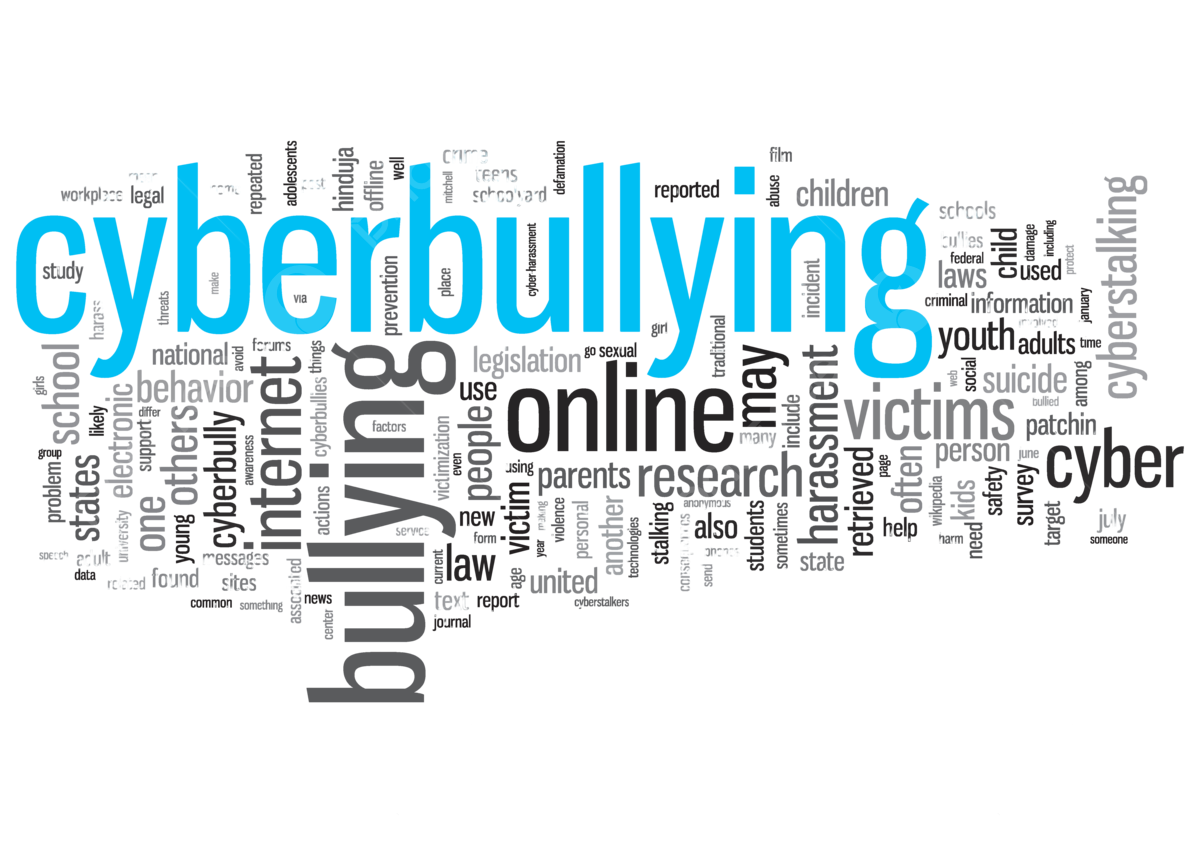 cyberbullying
bullying
online
cyber
victims
internet
research
harassment
cyberstalking
may
youth
law
people
parents
school
states
behavior
others
one
electronic
cyberbully
victim
children
legislation
suicide
information
laws
used
child
adults
person
patchin
often
retrieved
another
united
state
also
students
stalking
help
kids
need
safety
survey
target
july
someone
june
harm
wikipedia
page
among
bullied
web
social
time
january
involved
criminal
federal
bullies
schools
damage
including
protect
film
abuse
reported
incident
traditional
girl
go
sexual
include
many
sometimes
anonymous
send
technologies
cyberstalkers
personal
violence
year
making
using
even
use
new
form
current
age
text
report
journal
victimization
factors
service
cyberbullies
things
actions
news
center
associated
something
common
sites
messages
found
related
awareness
young
support
differ
avoid
forums
national
university
adult
speech
data
problem
group
likely
girls
study
harass
threats
make
via
prevention
place
cyber-harassment
workplace
legal
repeated
adolescents
cost
hinduja
offline
well
crime
teens
mitchell
schoolyard
defamation